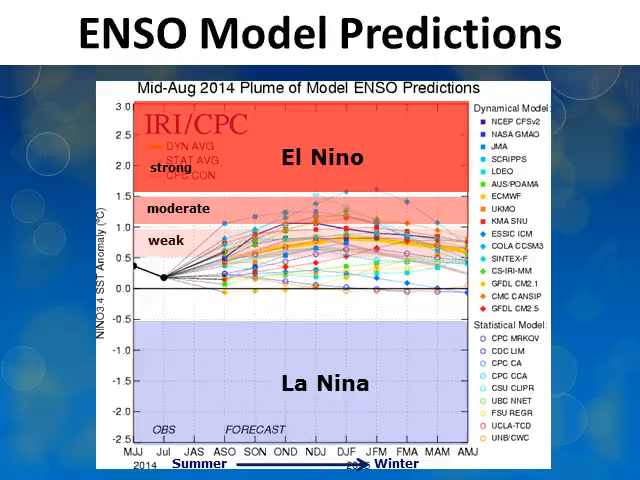 ENSO Model Predictions
Mid-Aug 2014 Plume of Model ENSO Predictions
NINO3.4 SST Anomaly (°C)
3.0
2.5
2.0
1.5
1.0
0.5
0.0
-0.5
-1.0
-1.5
-2.0
-2.5
IRI/CPC
DYN AVG
STAT AVG
CPC CON
strong
El Nino
moderate
weak
La Nina
OBS FORECAST
MJJ Jul JAS ASO SON OND NDJ DJF JFM FMA MAM AMJ
2014
Summer Winter
Dynamical Model:
NCEP CFSv2
NASA GMAO
JMA
SCRIPPS
LDEO
AUS/POAMA
ECMWF
UKMO
KMA SNU
ESSIC ICM
COLA CCSM3
SINTEX-F
CS-IRI-MM
GFDL CM2.1
CMC CANSIP
GFDL CM2.5
Statistical Model:
CPC MRKOV
CDC LIM
CPC CA
CPC CCA
CSU CLIPR
UBC NNET
FSU REGR
UCLA-TCD
UNB/CWC